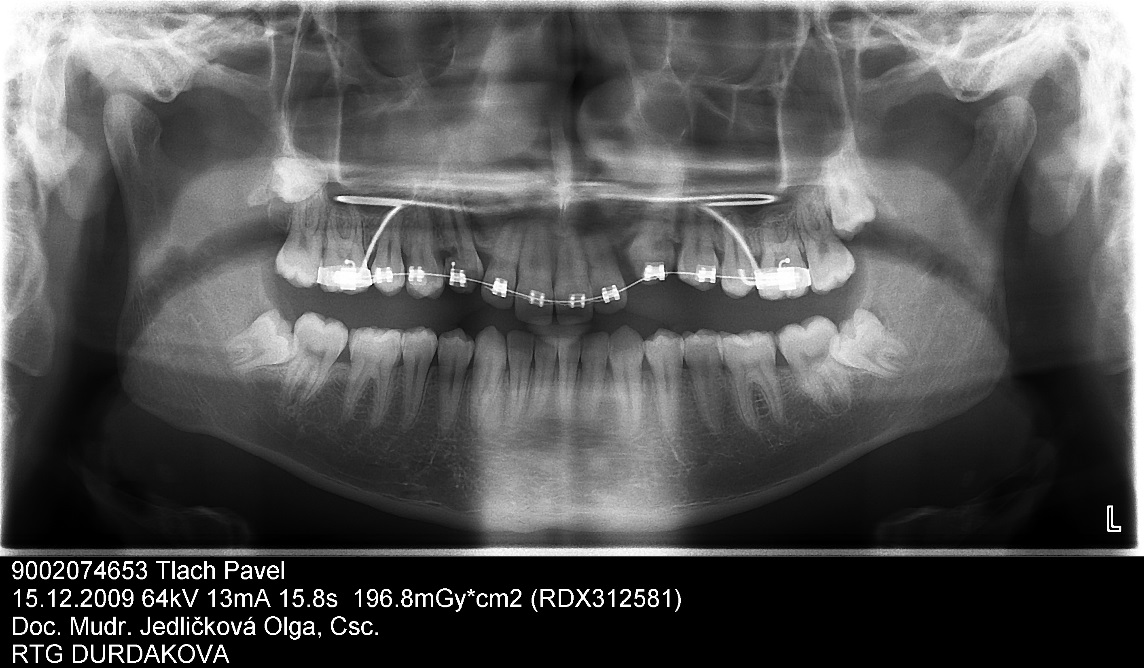 L
9002074653 Tlach Pavel
15.12.2009 64kV 13mA 15.8s  196.8mGy*cm2 (RDX312581)
Doc. Mudr. Jedličková Olga, Csc.
RTG DURDAKOVA